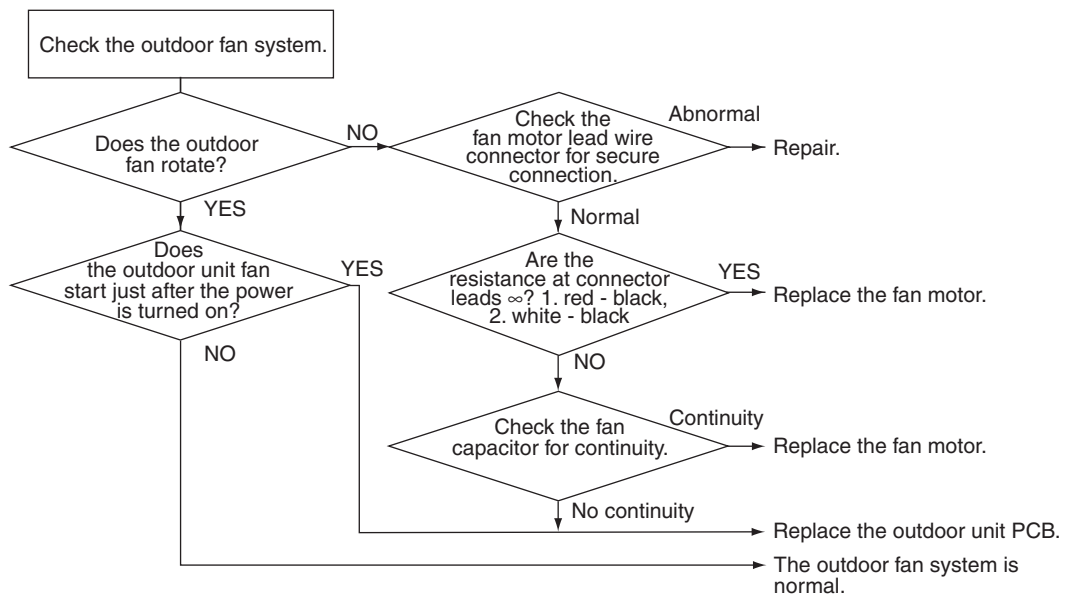 Check the outdoor fan system.
Does the outdoor
fan rotate?
NO
YES
Check the
fan motor lead wire
connector for secure
connection.
Abnormal
Repair.
Normal
Does
the outdoor unit fan
start just after the power
is turned on?
YES
NO
Are the
resistance at connector
leads ∞? 1. red - black,
2. white - black
YES
Replace the fan motor.
NO
Check the fan
capacitor for continuity.
Continuity
Replace the fan motor.
No continuity
Replace the outdoor unit PCB.
The outdoor fan system is
normal.